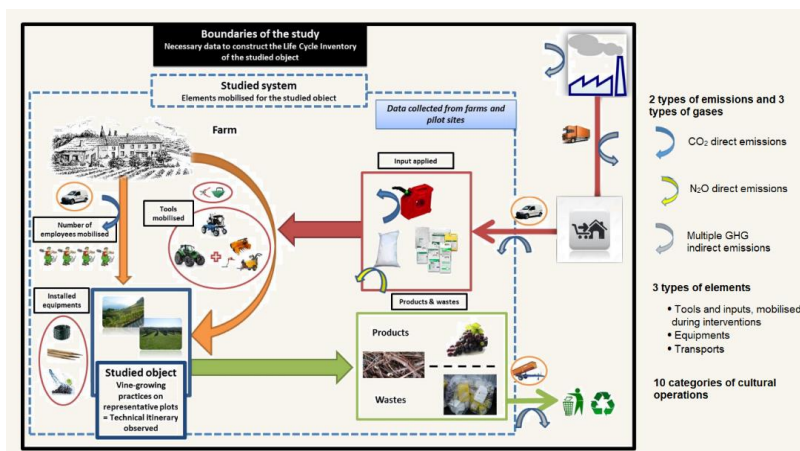 Boundaries of the study
Necessary data to construct the Life Cycle Inventory
of the studied object
Studied system
Elements mobilised for the studied object
Data collected from farms and
pilot sites
Farm
Input applied
Tools
mobilised
Number of
employees mobilised
Installed
equipments
Products & wastes
Products
Wastes
Studied object
Vine-growing
practices on
representative plots
= Technical itinerary
observed
2 types of emissions and 3
types of gases
CO₂ direct emissions
N₂O direct emissions
Multiple GHG
indirect emissions
3 types of elements
• Tools and inputs, mobilised
during interventions
• Equipments
• Transports
10 categories of cultural
operations